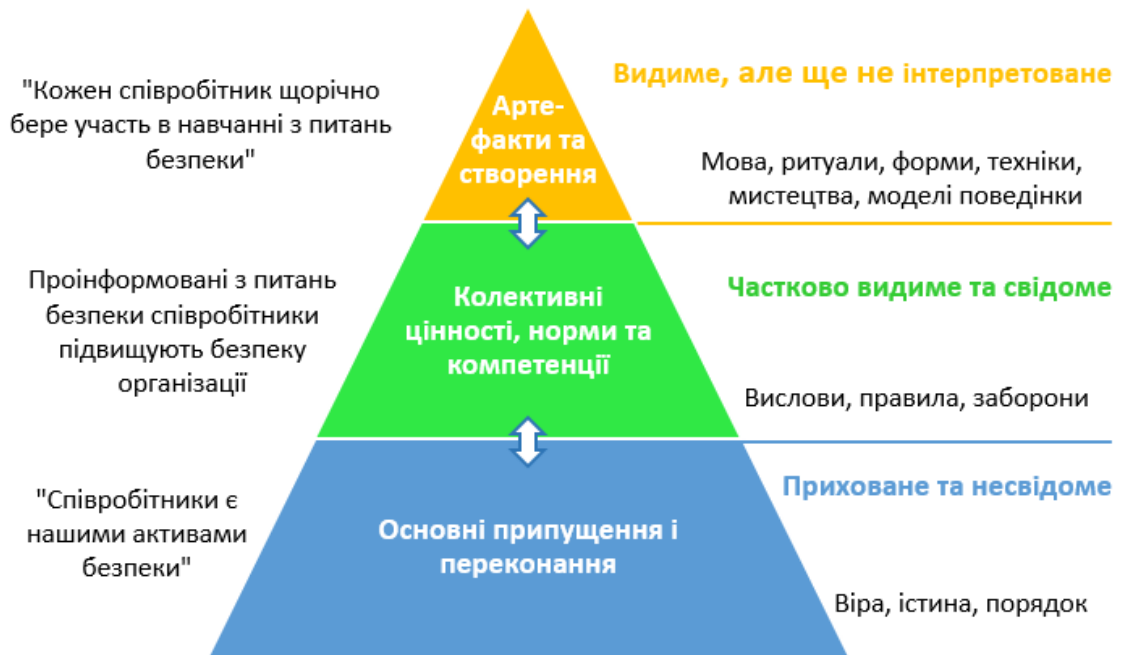 "Кожен співробітник щорічно
бере участь в навчанні з питань
безпеки"
Арте-
факти та
створення
Видиме, але ще не інтерпретоване
Мова, ритуали, форми, техніки,
мистецтва, моделі поведінки
Проінформовані з питань
безпеки співробітники
підвищують безпеку
організації
Колективні
цінності, норми та
компетенції
Частково видиме та свідоме
Вислови, правила, заборони
"Співробітники є
нашими активами
безпеки"
Основні припущення і
переконання
Приховане та несвідоме
Віра, істина, порядок